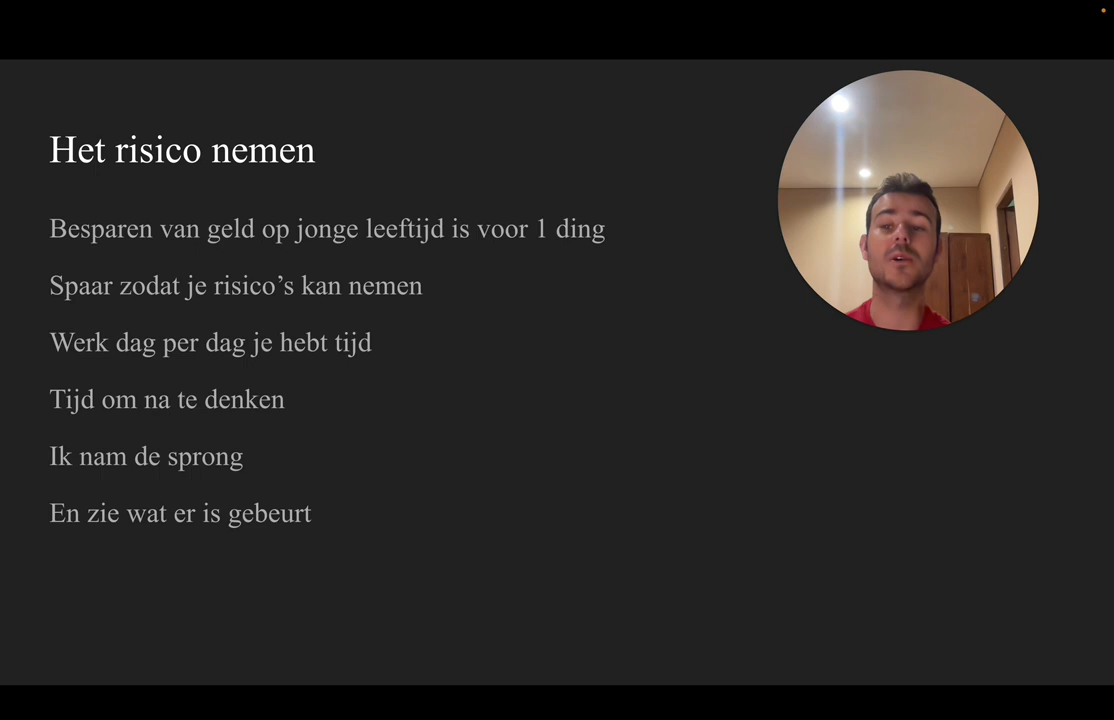 Het risico nemen
Besparen van geld op jonge leeftijd is voor 1 ding
Spaar zodat je risico’s kan nemen
Werk dag per dag je hebt tijd
Tijd om na te denken
Ik nam de sprong
En zie wat er is gebeurt